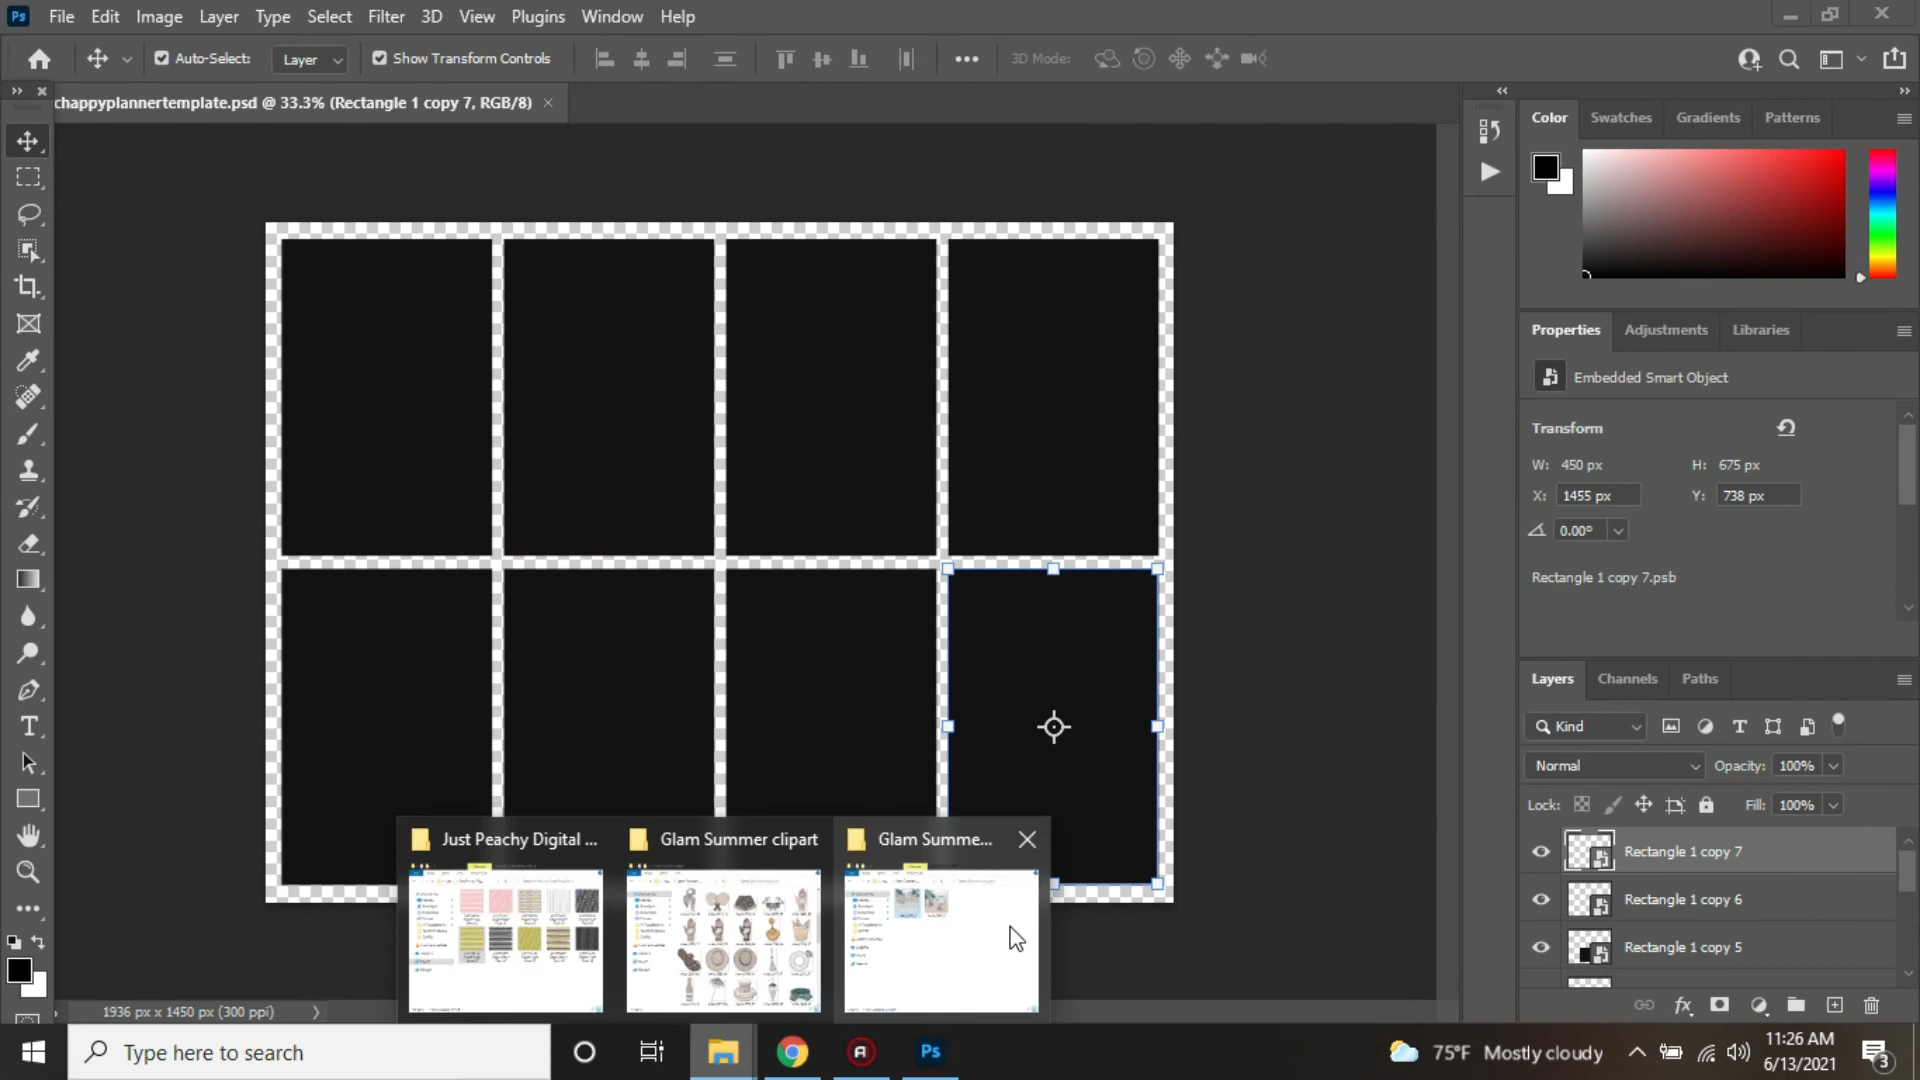 Ps File Edit Image Layer Type Select Filter 3D View Plugins Window Help
Auto-Select: Layer Show Transform Controls 3D Mode:
chappyplannertemplate.psd @ 33.3% (Rectangle 1 copy 7, RGB/8)
Color Swatches Gradients Patterns
Properties Adjustments Libraries
Embedded Smart Object
Transform
W: 450 px H: 675 px
X: 1455 px Y: 738 px
0.00°
Rectangle 1 copy 7.psb
Layers Channels Paths
Kind
Normal Opacity: 100%
Lock: Fill: 100%
Rectangle 1 copy 7
Rectangle 1 copy 6
Rectangle 1 copy 5
Just Peachy Digital ... Glam Summer clipart Glam Summe...
1936 px x 1450 px (300 ppi)
Type here to search
Ps
75°F Mostly cloudy
11:26 AM
6/13/2021
3